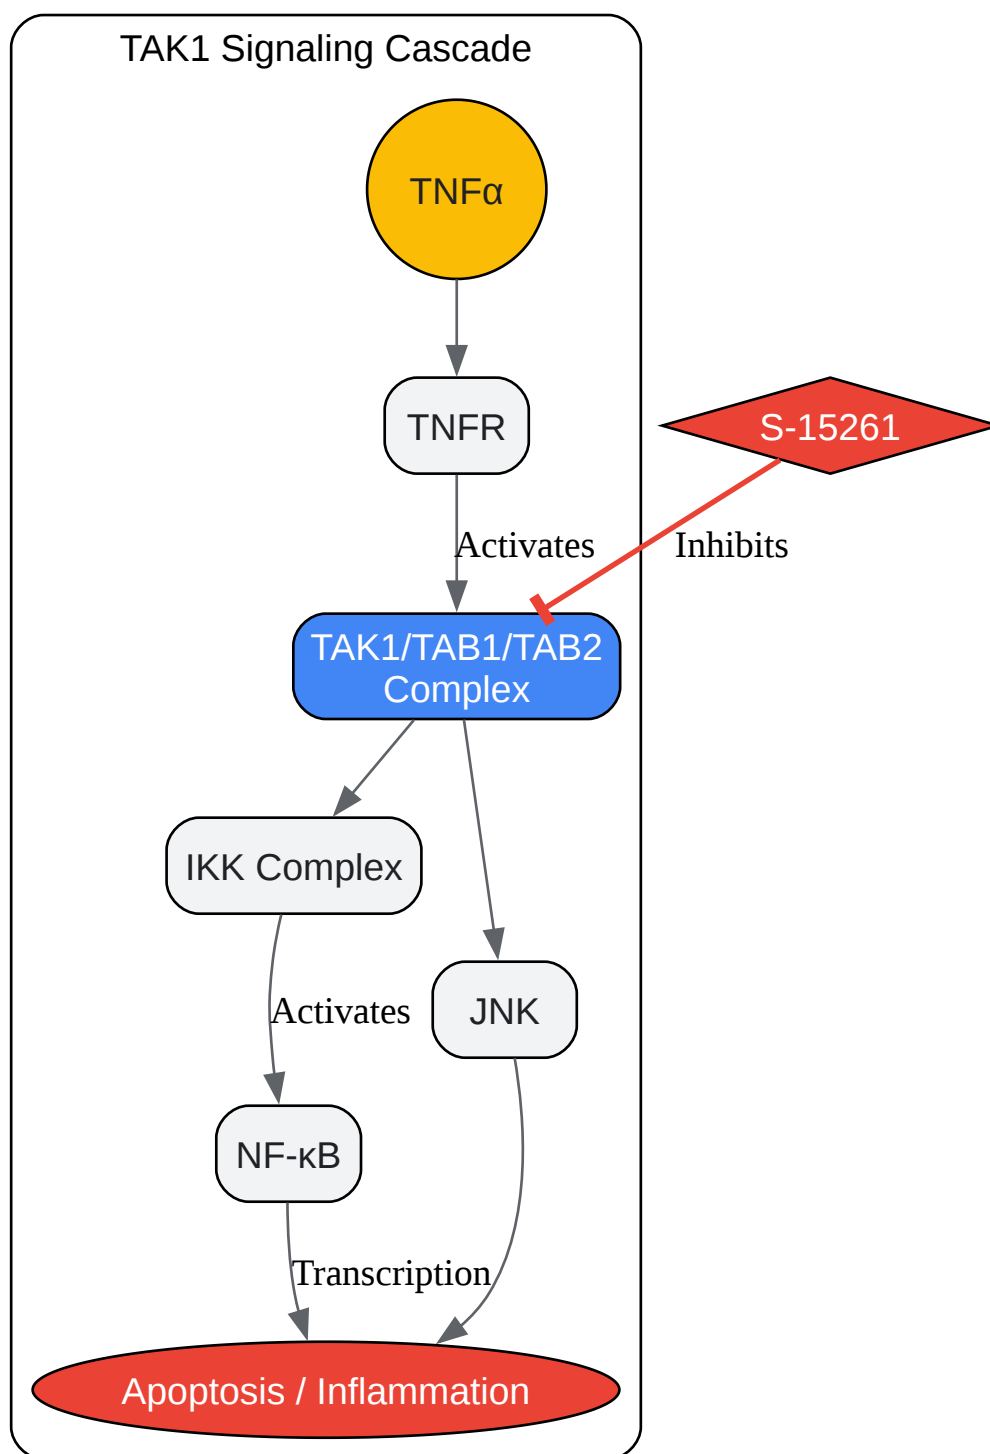 TAK1 Signaling Cascade
TNFα
TNFR
S-15261
Activates
Inhibits
TAK1/TAB1/TAB2
Complex
IKK Complex
Activates
JNK
NF-κB
Transcription
Apoptosis / Inflammation